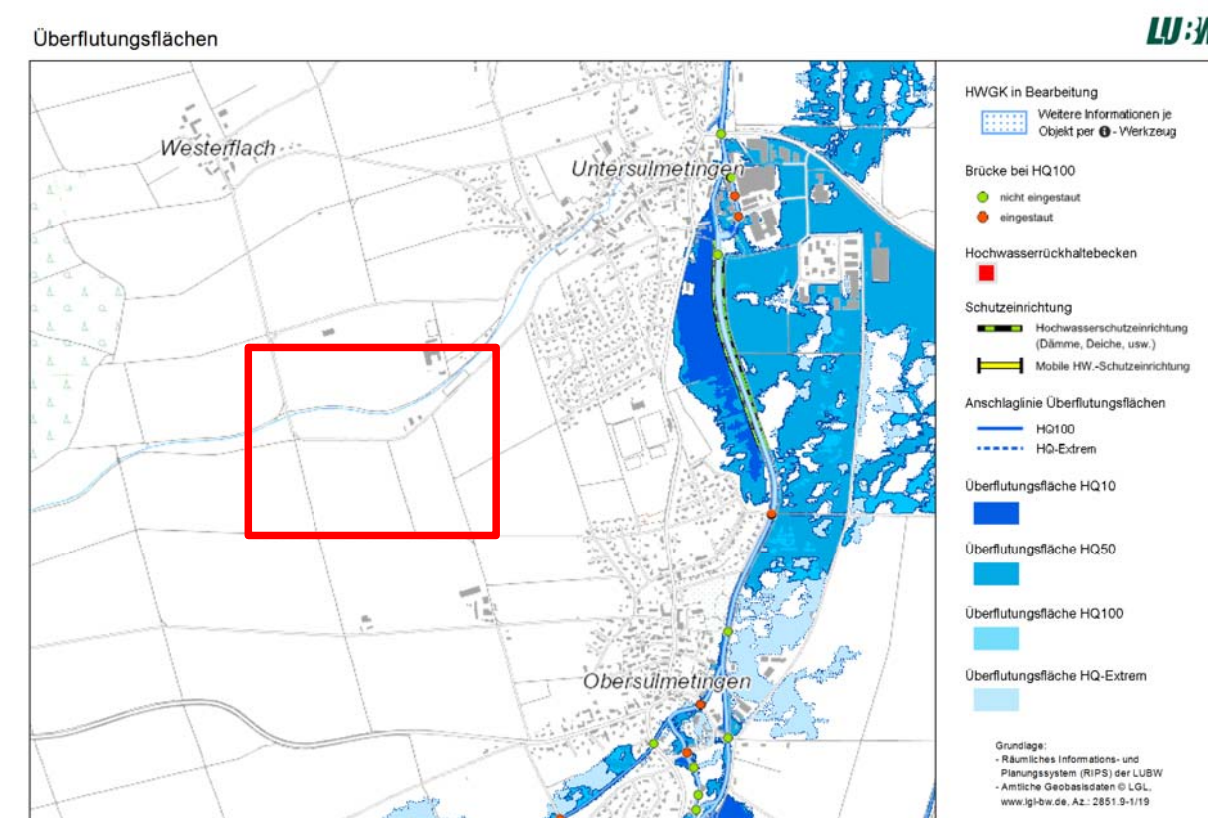 Überflutungsflächen
LUBW
Westerflach
Untersulmetingen
Obersulmetingen
HWGK in Bearbeitung
Weitere Informationen je
Objekt per i - Werkzeug
Brücke bei HQ100
nicht eingestaut
eingestaut
Hochwasserrückhaltebecken
Schutzeinrichtung
Hochwasserschutzeinrichtung
(Dämme, Deiche, usw.)
Mobile HW.-Schutzeinrichtung
Anschlaglinie Überflutungsflächen
HQ100
HQ-Extrem
Überflutungsfläche HQ10
Überflutungsfläche HQ50
Überflutungsfläche HQ100
Überflutungsfläche HQ-Extrem
Grundlage:
- Räumliches Informations- und
Planungssystem (RIPS) der LUBW
- Amtliche Geobasisdaten © LGL,
www.lgl-bw.de, Az.: 2851.9-1/19